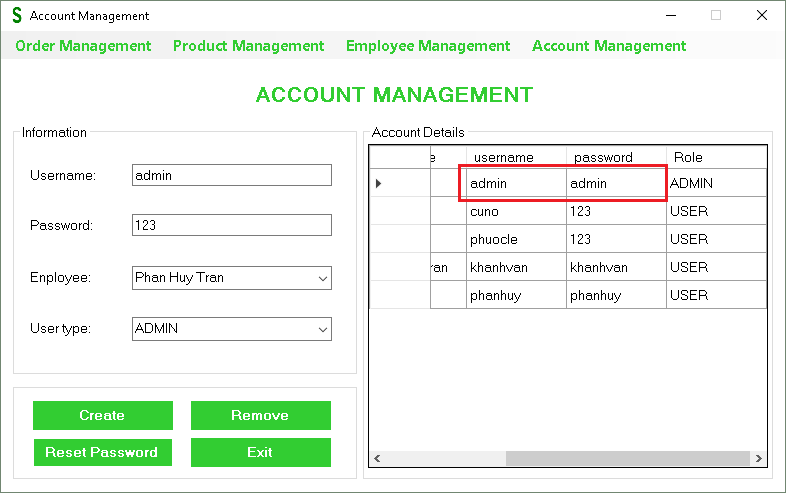 S Account Management
Order Management Product Management Employee Management Account Management
ACCOUNT MANAGEMENT
Information
Username: admin
Password: 123
Enployee: Phan Huy Tran
User type: ADMIN
Create Remove
Reset Password Exit
Account Details
e username password Role
admin admin ADMIN
cuno 123 USER
phuocle 123 USER
ran khanhvan khanhvan USER
phanhuy phanhuy USER